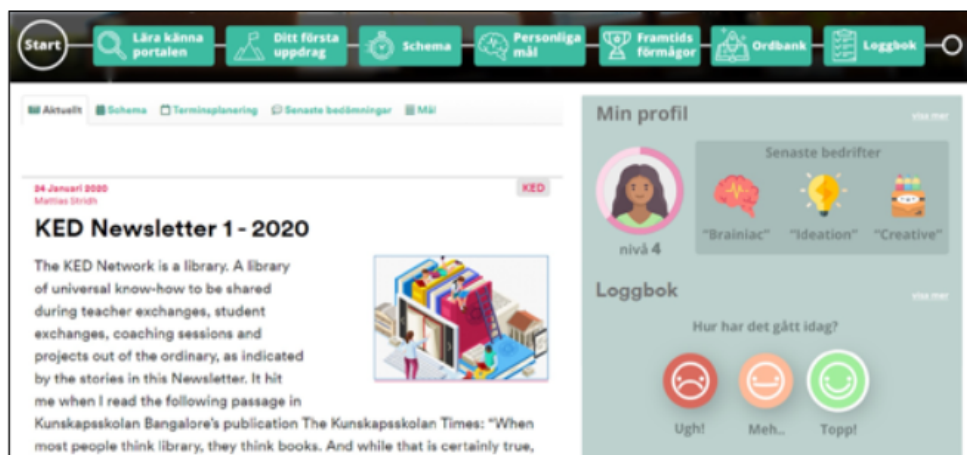 Start
Lära känna
portalen
Ditt första
uppdrag
Schema
Personliga
mål
Framtids
förmågor
Ordbank
Loggbok
Aktuellt
Schema
Terminsplanering
Senaste bedömningar
Mål
24 Januari 2020
Mattias Stridh
KED
KED Newsletter 1 - 2020
The KED Network is a library. A library
of universal know-how to be shared
during teacher exchanges, student
exchanges, coaching sessions and
projects out of the ordinary, as indicated
by the stories in this Newsletter. It hit
me when I read the following passage in
Kunskapsskolan Bangalore's publication The Kunskapsskolan Times: "When
most people think library, they think books. And while that is certainly true,
Min profil
visa mer
Senaste bedrifter
"Brainiac"
"Ideation"
"Creative"
nivå 4
Loggbok
visa mer
Hur har det gått idag?
Ugh!
Meh..
Topp!